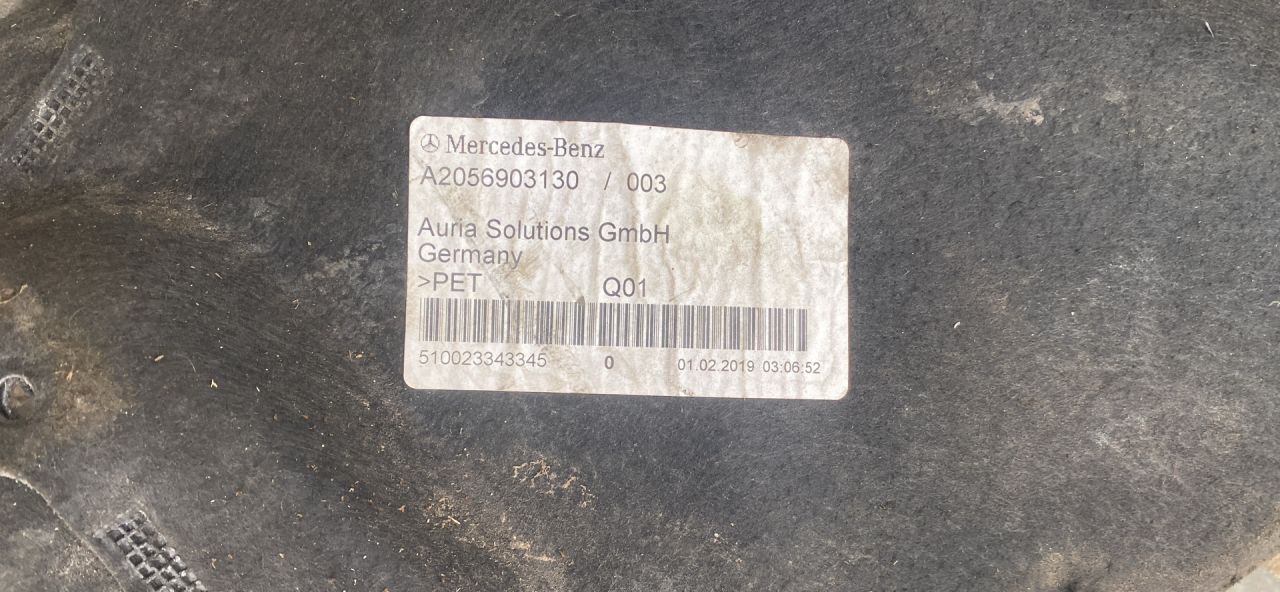 Mercedes-Benz
A2056903130 / 003
Auria Solutions GmbH
Germany
>PET Q01
510023343345 0 01.02.2019 03:06:52